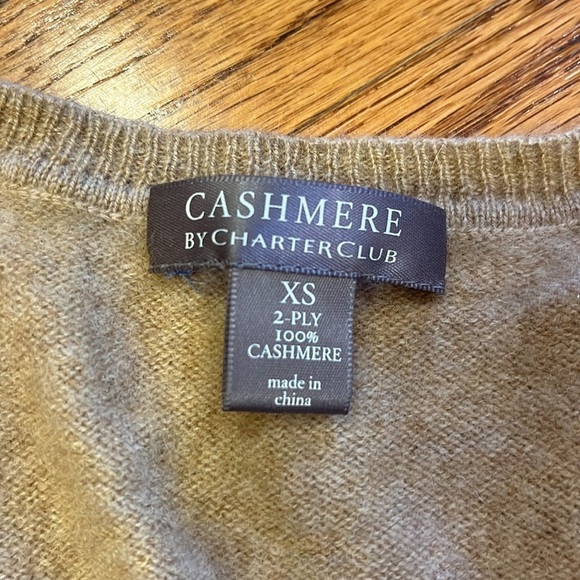 CASHMERE
BY CHARTER CLUB
XS
2-PLY
100%
CASHMERE
made in
china